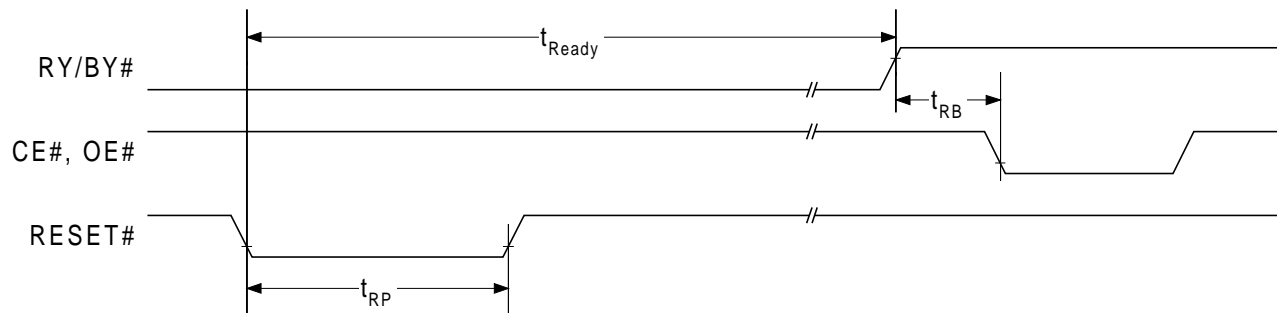 tReady
RY/BY#
tRB
CE#, OE#
RESET#
tRP